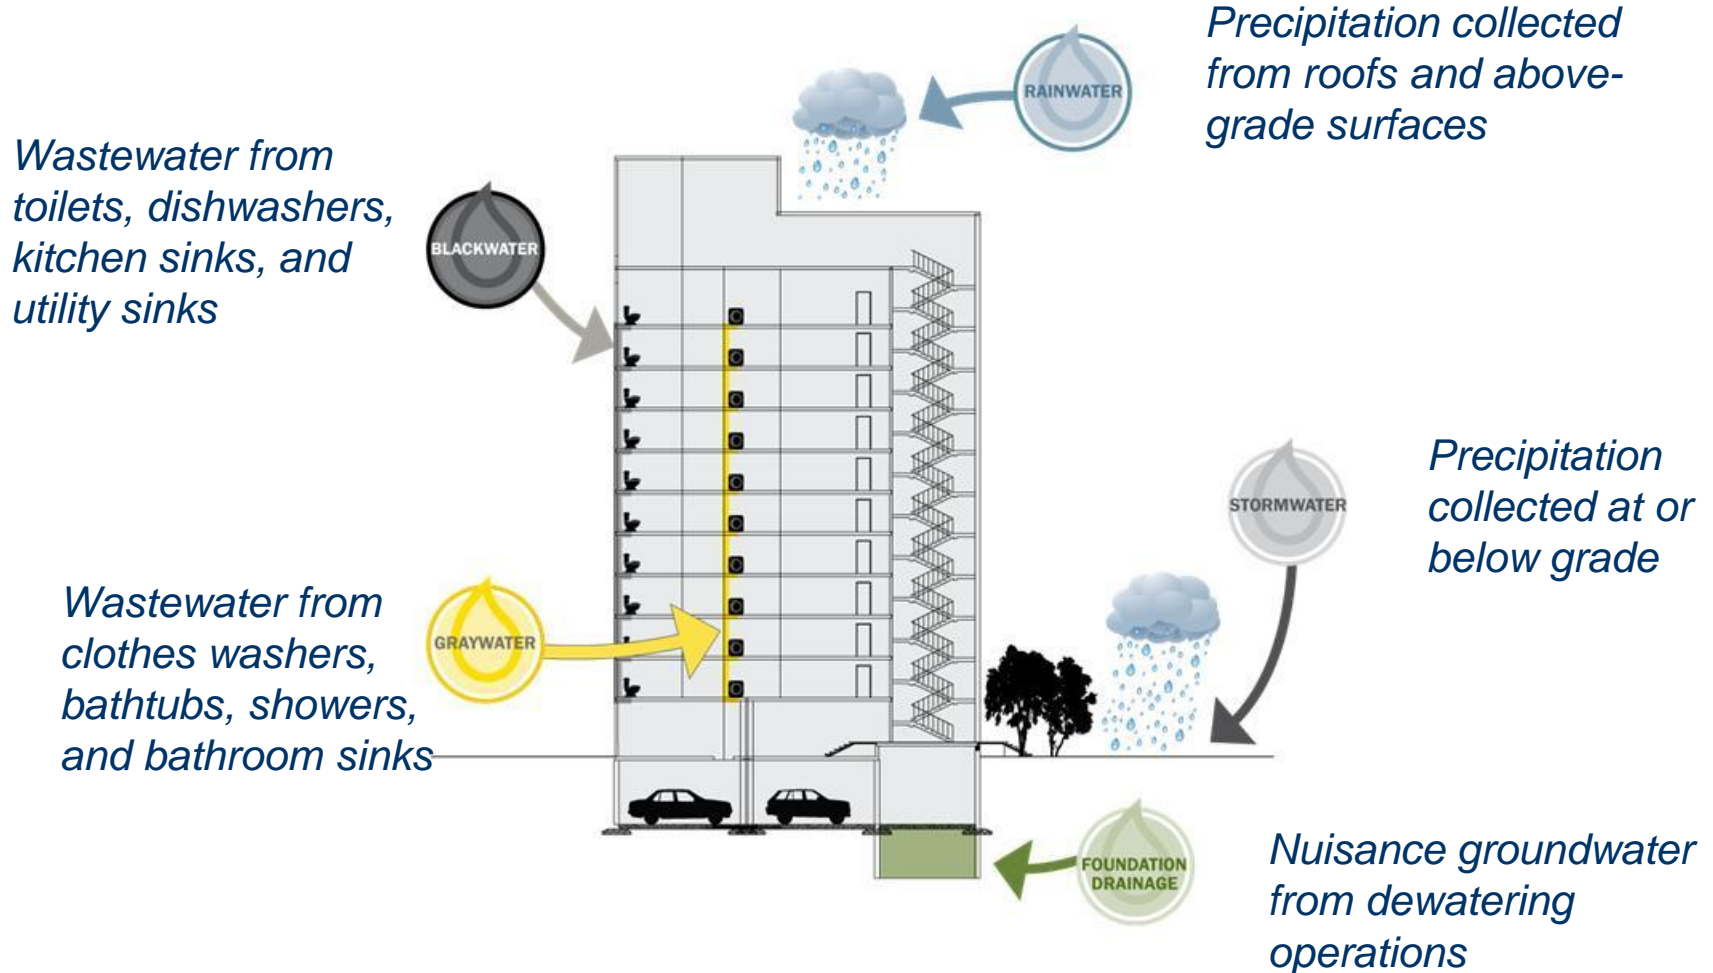 Precipitation collected
from roofs and above-
grade surfaces
RAINWATER
Wastewater from
toilets, dishwashers,
kitchen sinks, and
utility sinks
BLACKWATER
Precipitation
collected at or
below grade
STORMWATER
Wastewater from
clothes washers,
bathtubs, showers,
and bathroom sinks
GRAYWATER
FOUNDATION
DRAINAGE
Nuisance groundwater
from dewatering
operations